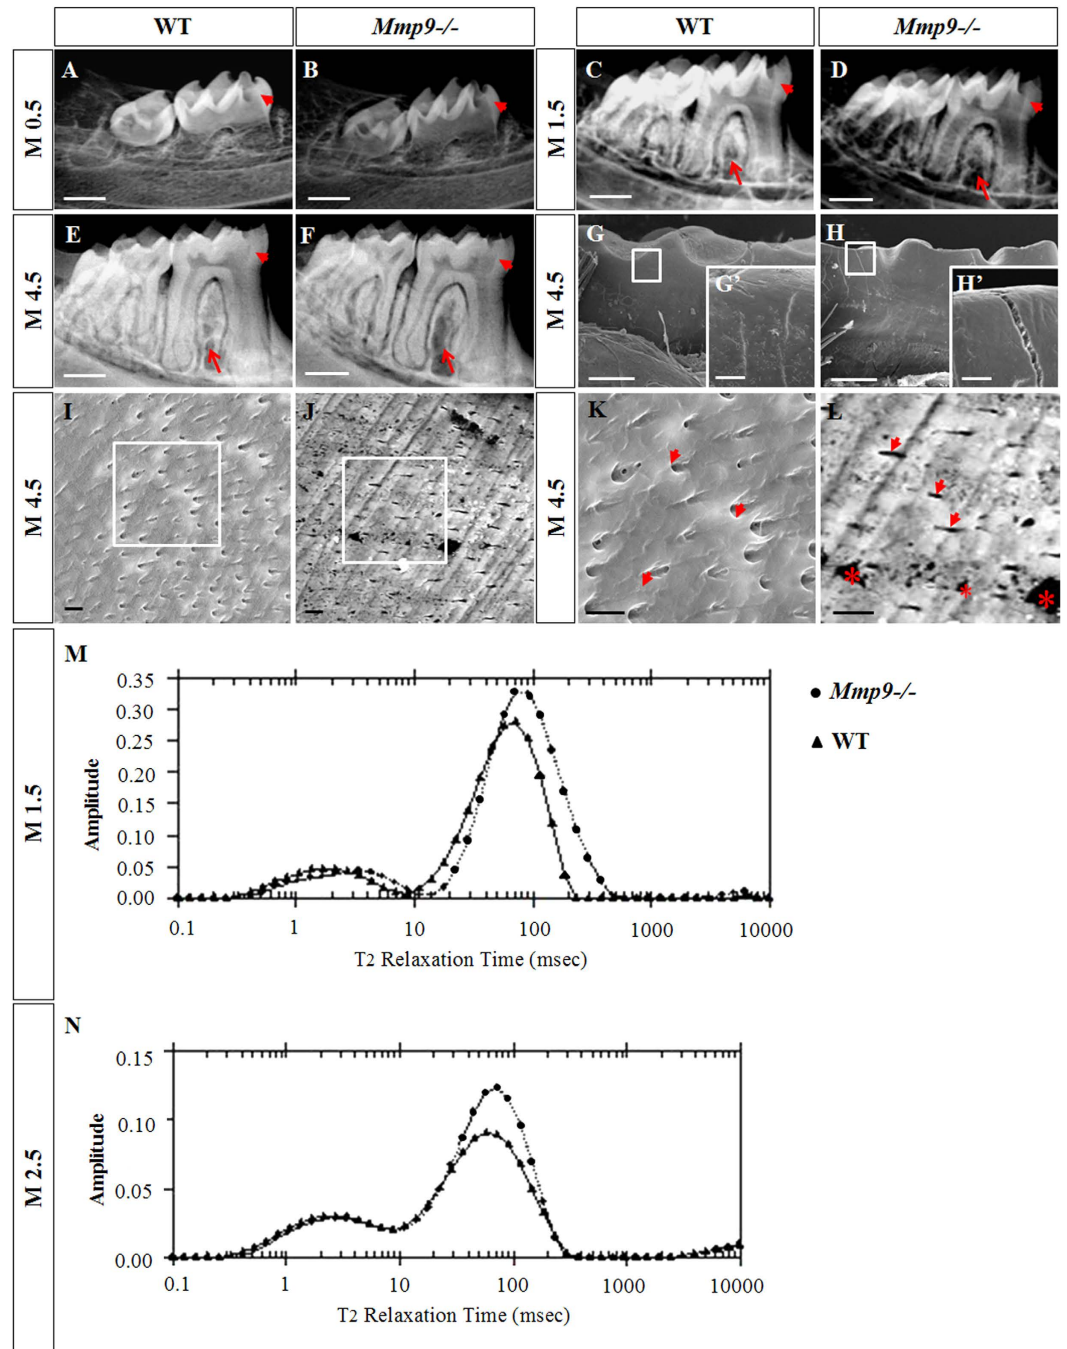 WT Mmp9-/- WT Mmp9-/-
M 0.5 A B M 1.5 C D
M 4.5 E F M 4.5 G G' H H'
M 4.5 I J M 4.5 K L
* * *
M 1.5
M
0.35
0.30
0.25
0.20
0.15
0.10
0.05
0.00
Amplitude
0.1 1 10 100 1000 10000
T2 Relaxation Time (msec)
Mmp9-/-
WT
M 2.5
N
0.15
0.10
0.05
0.00
Amplitude
0.1 1 10 100 1000 10000
T2 Relaxation Time (msec)